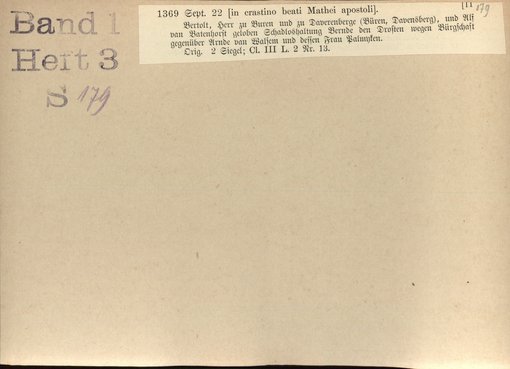 Band 1
Heft 3
S 179
[11
179
1369 Sept. 22 [in crastino beati Mathei apostoli].
Bertolt, Herr zu Buren und zu Daverenberge (Büren, Davensberg), und Alf
van Batenhorst geloben Schadloshaltung Bernde den Drosten wegen Bürgschaft
gegenüber Arnde van Walsem und dessen Frau Palmyken.
Orig. 2 Siegel; Cl. III L. 2 Nr. 13.